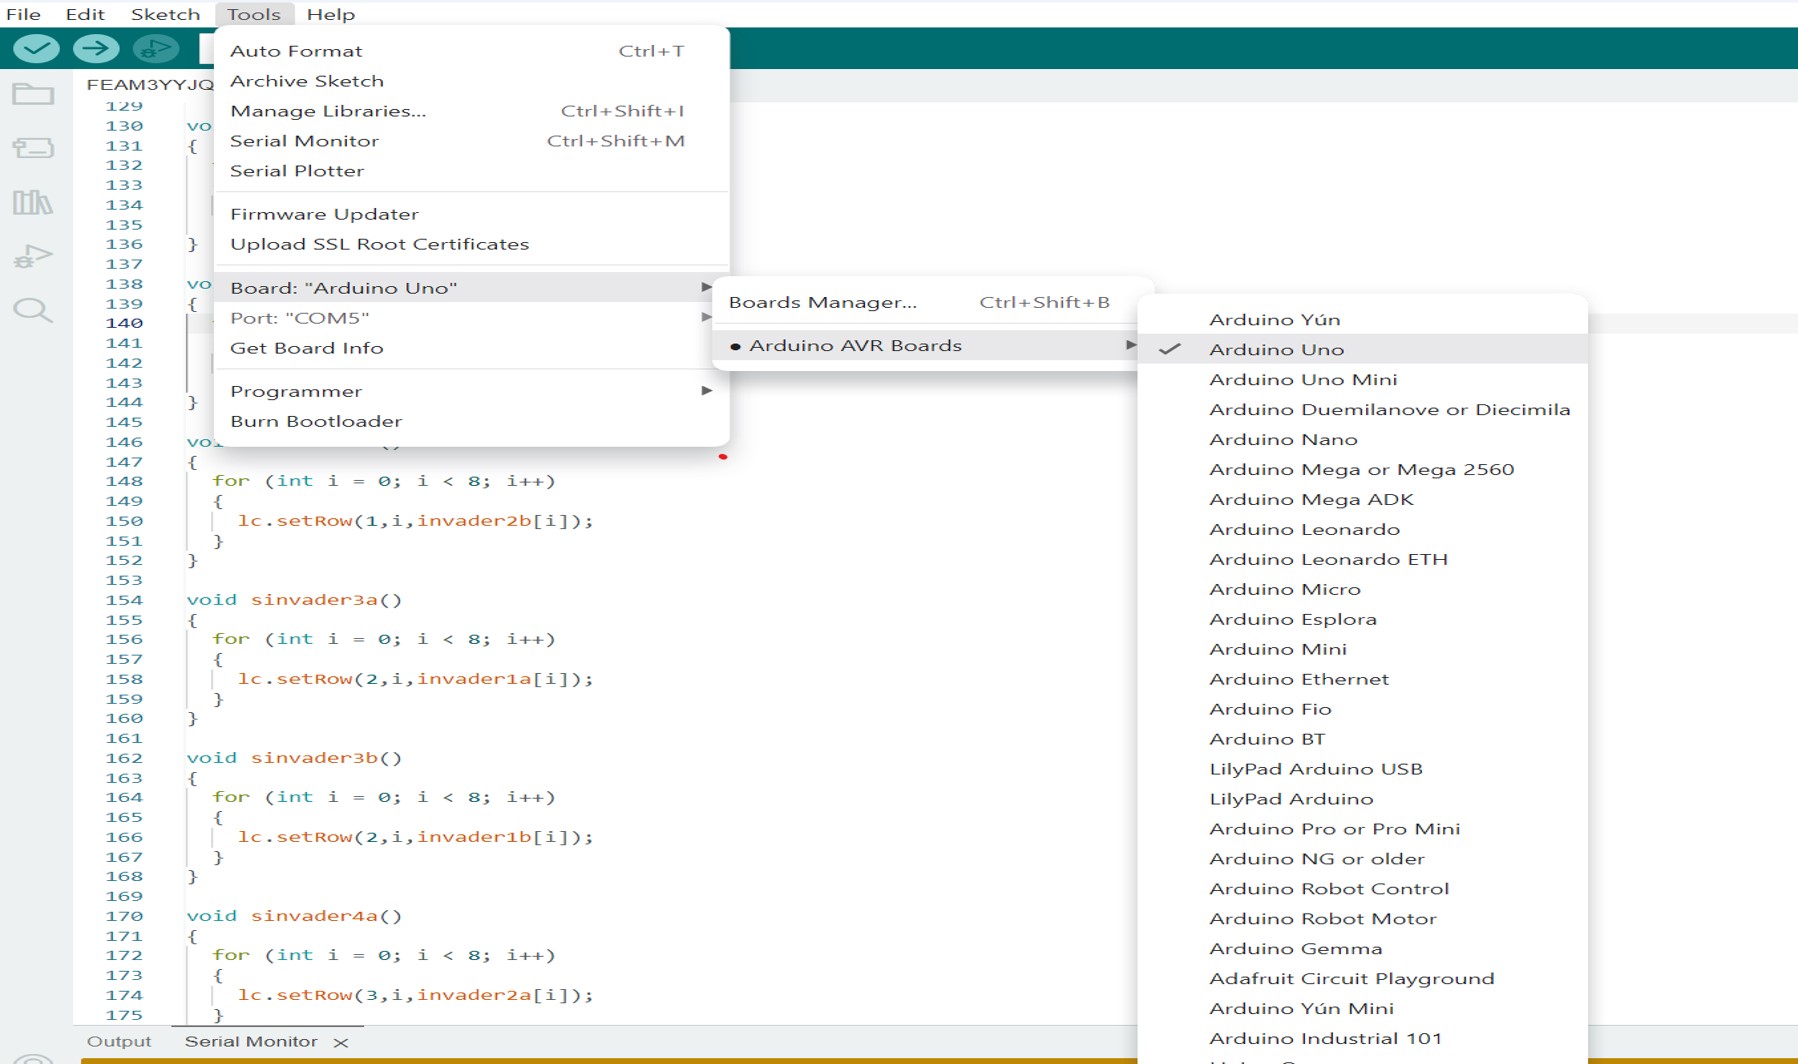 File Edit Sketch Tools Help
FEAM3YYJQ
Auto Format Ctrl+T
Archive Sketch
Manage Libraries... Ctrl+Shift+I
Serial Monitor Ctrl+Shift+M
Serial Plotter
Firmware Updater
Upload SSL Root Certificates
Board: "Arduino Uno"
Port: "COM5"
Get Board Info
Programmer
Burn Bootloader
Boards Manager... Ctrl+Shift+B
Arduino AVR Boards
Arduino Yún
Arduino Uno
Arduino Uno Mini
Arduino Duemilanove or Diecimila
Arduino Nano
Arduino Mega or Mega 2560
Arduino Mega ADK
Arduino Leonardo
Arduino Leonardo ETH
Arduino Micro
Arduino Esplora
Arduino Mini
Arduino Ethernet
Arduino Fio
Arduino BT
LilyPad Arduino USB
LilyPad Arduino
Arduino Pro or Pro Mini
Arduino NG or older
Arduino Robot Control
Arduino Robot Motor
Arduino Gemma
Adafruit Circuit Playground
Arduino Yún Mini
Arduino Industrial 101
129
130 vo
131 {
132
133
134
135
136 }
137
138 vo
139 {
140
141
142
143
144 }
145
146 ()
147 {
148 for (int i = 0; i < 8; i++)
149 {
150 lc.setRow(1,i,invader2b[i]);
151 }
152 }
153
154 void sinvader3a()
155 {
156 for (int i = 0; i < 8; i++)
157 {
158 lc.setRow(2,i,invader1a[i]);
159 }
160 }
161
162 void sinvader3b()
163 {
164 for (int i = 0; i < 8; i++)
165 {
166 lc.setRow(2,i,invader1b[i]);
167 }
168 }
169
170 void sinvader4a()
171 {
172 for (int i = 0; i < 8; i++)
173 {
174 lc.setRow(3,i,invader2a[i]);
175 }
Output Serial Monitor